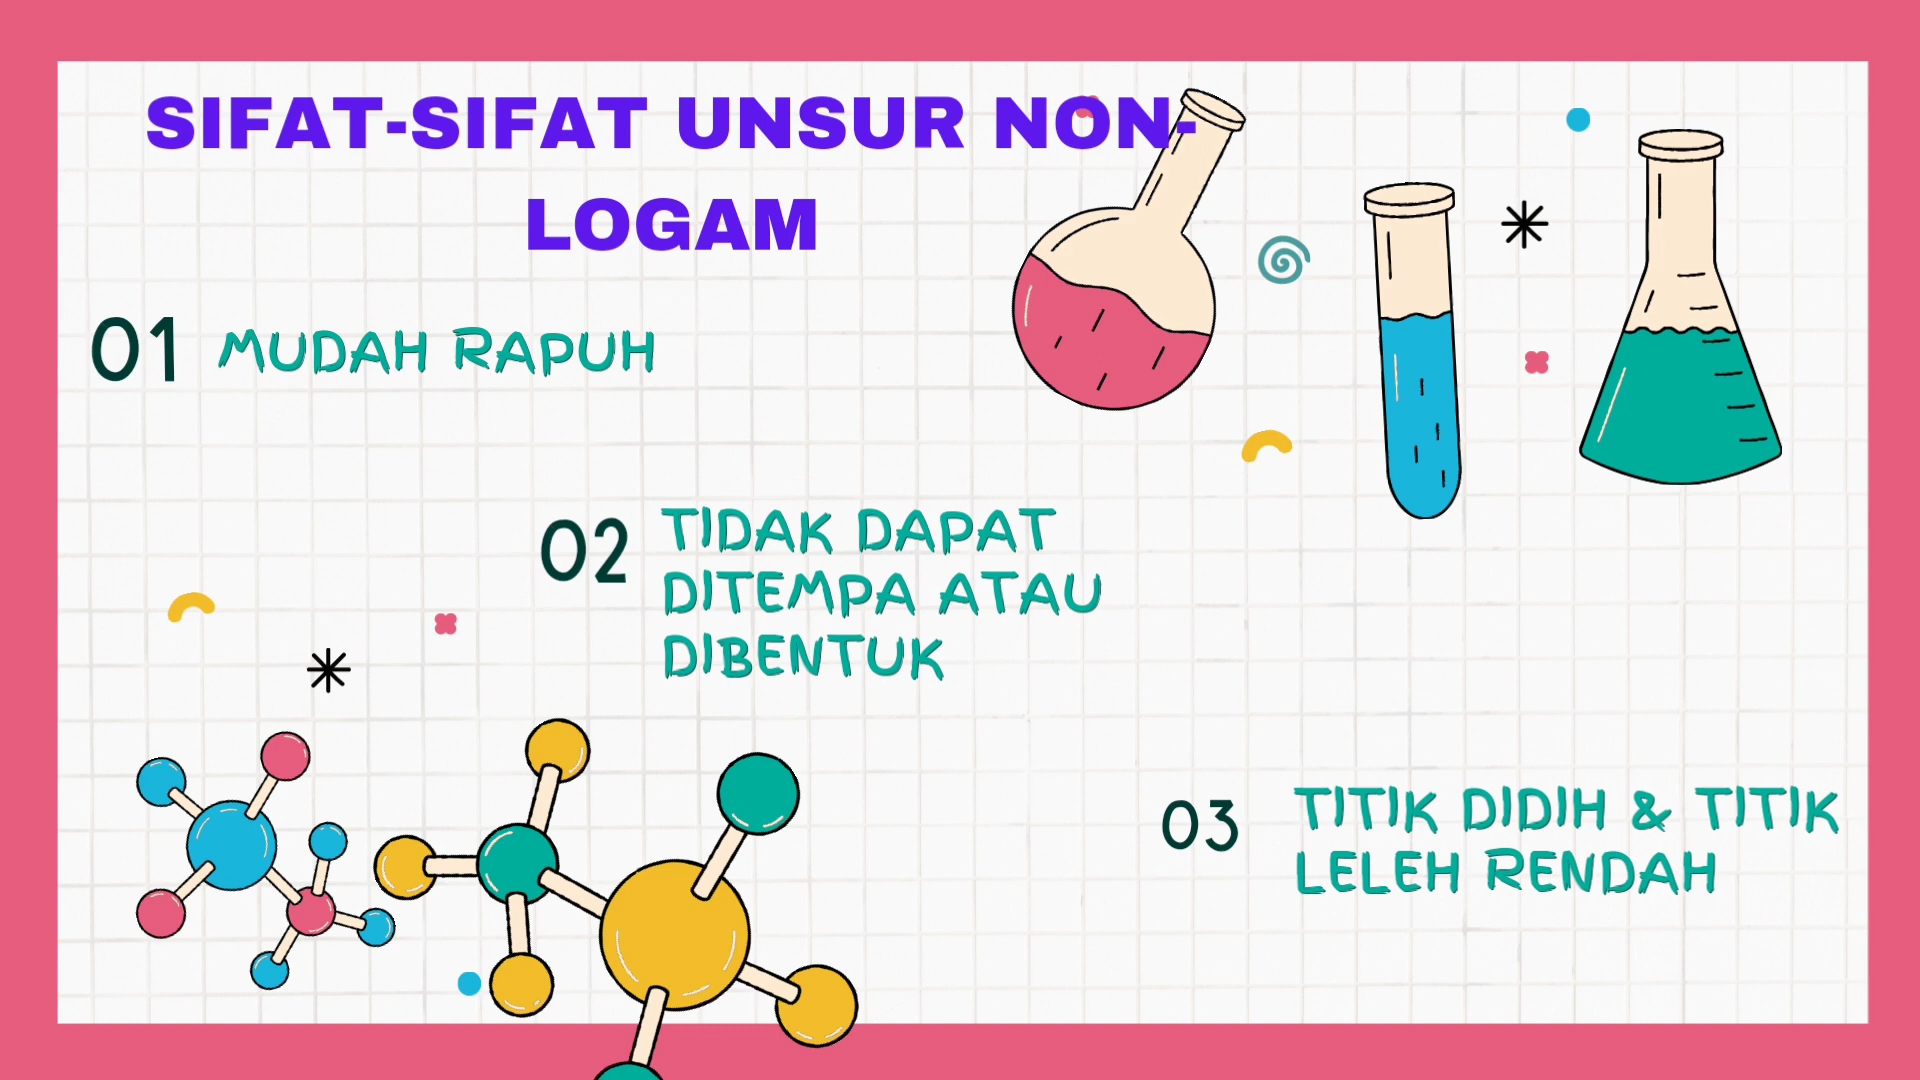 SIFAT-SIFAT UNSUR NON-
LOGAM
01 MUDAH RAPUH
02 TIDAK DAPAT
DITEMPA ATAU
DIBENTUK
03 TITIK DIDIH & TITIK
LELEH RENDAH